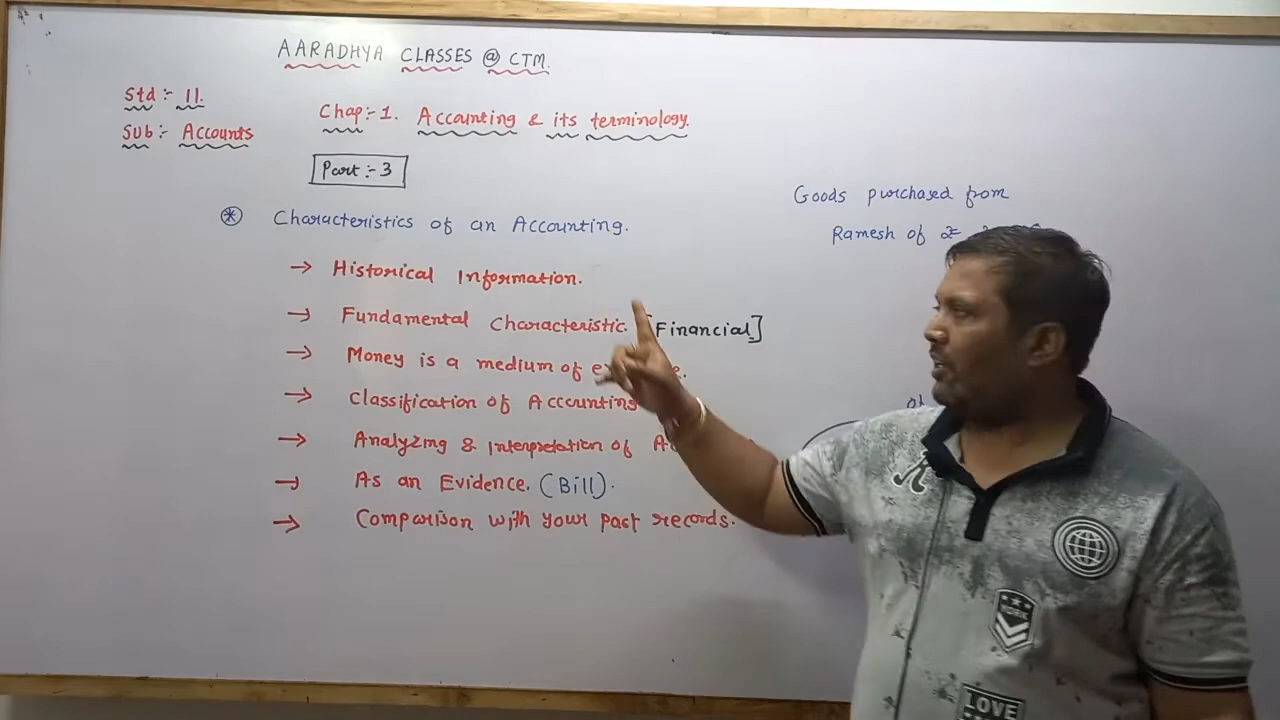 AARADHYA CLASSES @ CTM.
Std :- 11.
Sub :- Accounts
Chap :- 1. Accounting & its terminology.
Part :- 3
Characteristics of an Accounting.
→ Historical Information.
→ Fundamental Characteristic. [Financial]
→ Money is a medium of
→ Classification of Accounting
→ Analyzing & Interpretation of
→ As an Evidence. (Bill).
→ Comparison with your past records.
Goods purchased from
Ramesh of ₹
LOVE